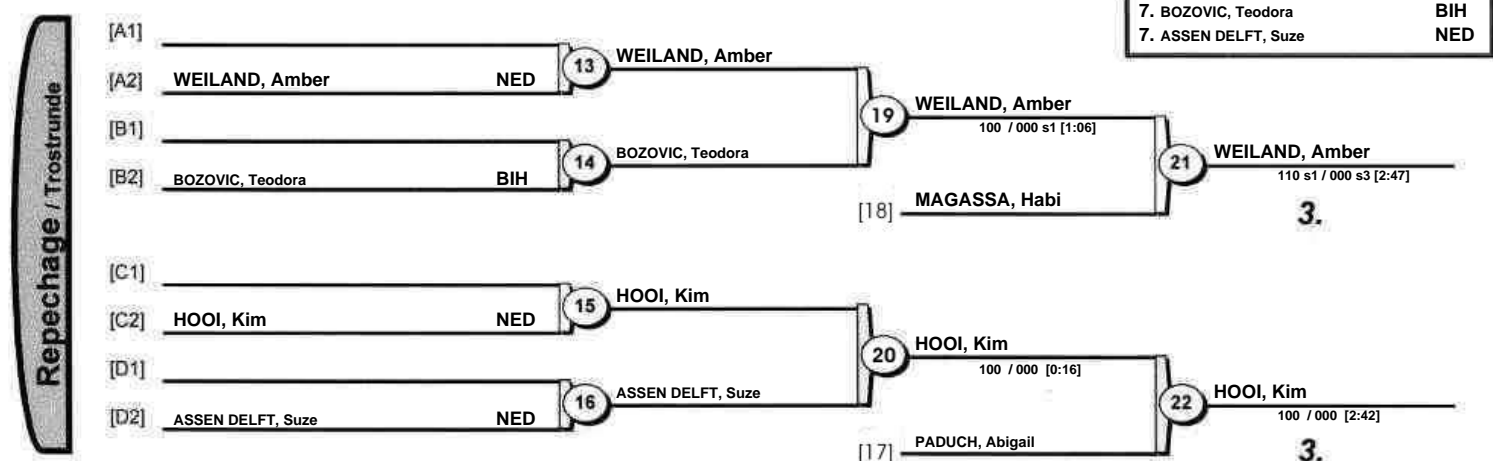 7. BOZOVIC, Teodora BIH
7. ASSEN DELFT, Suze NED
Repechage / Trostrunde
[A1]
[A2] WEILAND, Amber NED
13 WEILAND, Amber
[B1]
[B2] BOZOVIC, Teodora BIH
14 BOZOVIC, Teodora
19 WEILAND, Amber
100 / 000 s1 [1:06]
[18] MAGASSA, Habi
21 WEILAND, Amber
110 s1 / 000 s3 [2:47]
3.
[C1]
[C2] HOOI, Kim NED
15 HOOI, Kim
[D1]
[D2] ASSEN DELFT, Suze NED
16 ASSEN DELFT, Suze
20 HOOI, Kim
100 / 000 [0:16]
[17] PADUCH, Abigail
22 HOOI, Kim
100 / 000 [2:42]
3.